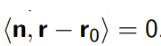 ⟨n, r − r₀⟩ = 0.